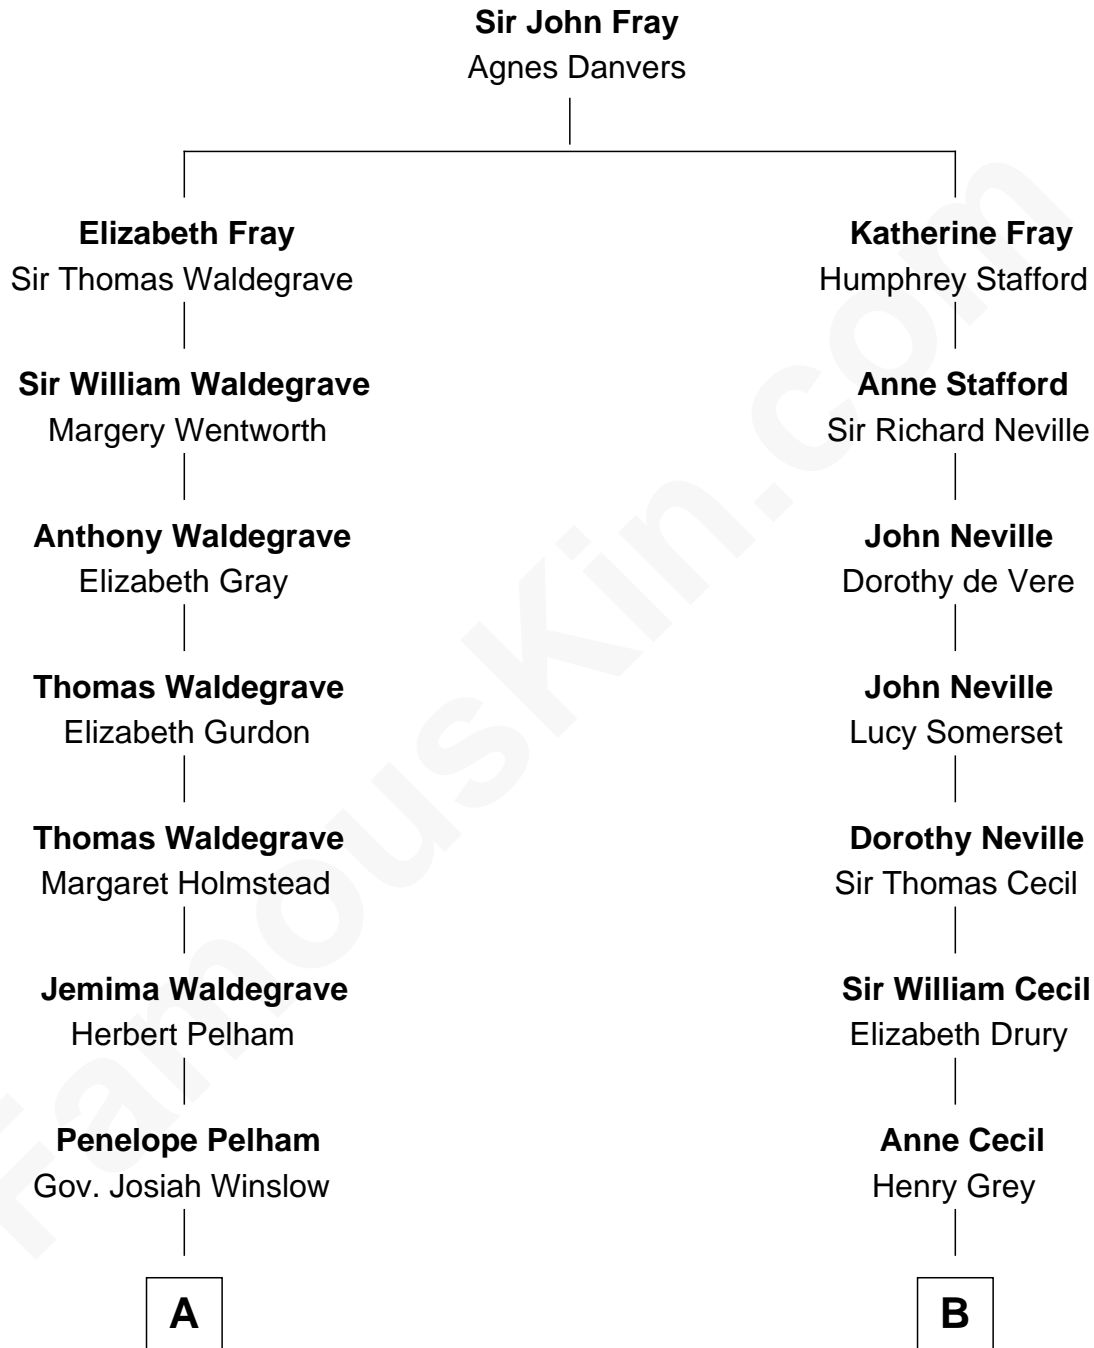 Sir John Fray
Agnes Danvers
Elizabeth Fray
Sir Thomas Waldegrave
Katherine Fray
Humphrey Stafford
Sir William Waldegrave
Margery Wentworth
Anne Stafford
Sir Richard Neville
Anthony Waldegrave
Elizabeth Gray
John Neville
Dorothy de Vere
Thomas Waldegrave
Elizabeth Gurdon
John Neville
Lucy Somerset
Thomas Waldegrave
Margaret Holmstead
Dorothy Neville
Sir Thomas Cecil
Jemima Waldegrave
Herbert Pelham
Sir William Cecil
Elizabeth Drury
Penelope Pelham
Gov. Josiah Winslow
Anne Cecil
Henry Grey
A
B
FamousKin.com